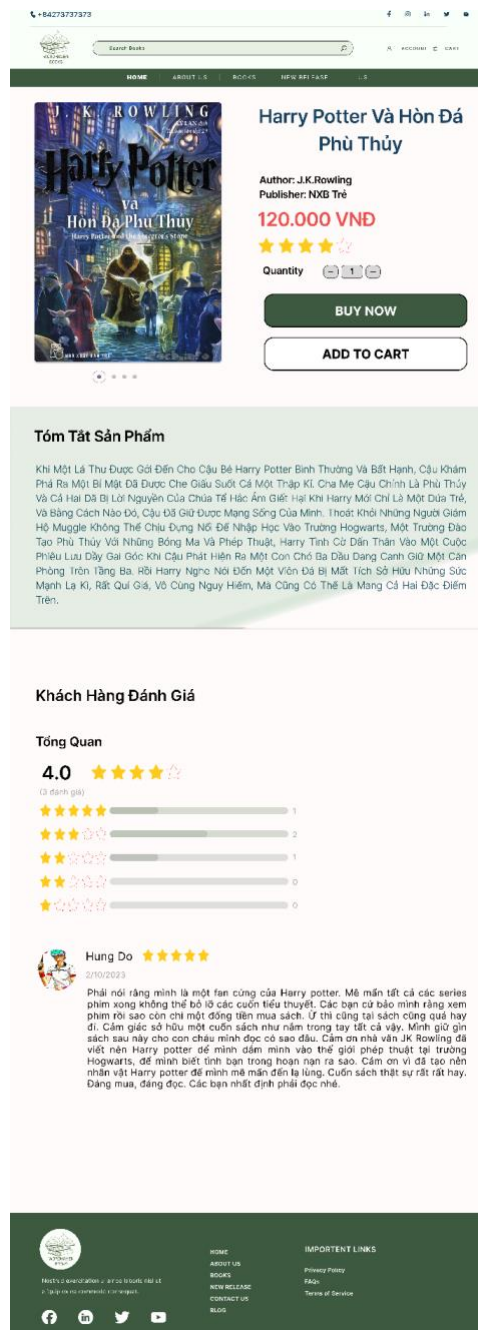 +84273737373
Search Books
ACCOUNT
CART
HOME
ABOUT US
BOOKS
NEW RELEASE
US
J. K. ROWLING
Harry Potter
và
Hòn Đá Phù Thủy
Harry Potter and the Sorcerer's Stone
Harry Potter Và Hòn Đá
Phù Thủy
Author: J.K.Rowling
Publisher: NXB Trẻ
120.000 VNĐ
Quantity
1
BUY NOW
ADD TO CART
Tóm Tắt Sản Phẩm
Khi Một Lá Thư Được Gởi Đến Cho Cậu Bé Harry Potter Bình Thường Và Bất Hạnh, Cậu Khám
Phá Ra Một Bí Mật Đã Được Che Giấu Suốt Cả Một Thập Kỉ. Cha Mẹ Cậu Chính Là Phù Thủy
Và Cả Hai Đã Bị Lời Nguyền Của Chúa Tể Hắc Ám Giết Hại Khi Harry Mới Chỉ Là Một Đứa Trẻ,
Và Bằng Cách Nào Đó, Cậu Đã Giữ Được Mạng Sống Của Mình. Thoát Khỏi Những Người Giám
Hộ Muggle Không Thể Chịu Đựng Nổi Để Nhập Học Vào Trường Hogwarts, Một Trường Đào
Tạo Phù Thủy Với Những Bóng Ma Và Phép Thuật, Harry Tình Cờ Dấn Thân Vào Một Cuộc
Phiêu Lưu Đầy Gai Góc Khi Cậu Phát Hiện Ra Một Con Chó Ba Đầu Đang Canh Giữ Một Căn
Phòng Trên Tầng Ba. Rồi Harry Nghe Nói Đến Một Viên Đá Bị Mất Tích Sở Hữu Những Sức
Mạnh Lạ Kì, Rất Quí Giá, Vô Cùng Nguy Hiểm, Mà Cũng Có Thể Là Mang Cả Hai Đặc Điểm
Trên.
Khách Hàng Đánh Giá
Tổng Quan
4.0
(3 đánh giá)
1
2
1
0
0
Hung Do
2/10/2023
Phải nói rằng mình là một fan cứng của Harry potter. Mê mẩn tất cả các series
phim xong không thể bỏ lỡ các cuốn tiểu thuyết. Các bạn cứ bảo mình rằng xem
phim rồi sao còn chi một đống tiền mua sách. Ừ thì cũng tại sách cũng quá hay
đi. Cảm giác sở hữu một cuốn sách như nắm trong tay tất cả vậy. Mình giữ gìn
sách sau này cho con cháu mình đọc có sao đâu. Cảm ơn nhà văn JK Rowling đã
viết nên Harry potter để mình đắm mình vào thế giới phép thuật tại trường
Hogwarts, để mình biết tình bạn trong hoạn nạn ra sao. Cảm ơn vì đã tạo nên
nhân vật Harry potter để mình mê mẩn đến lạ lùng. Cuốn sách thật sự rất rất hay.
Đáng mua, đáng đọc. Các bạn nhất định phải đọc nhé.
HOME
ABOUT US
BOOKS
NEW RELEASE
CONTACT US
BLOG
IMPORTENT LINKS
Privacy Policy
FAQs
Terms of Service